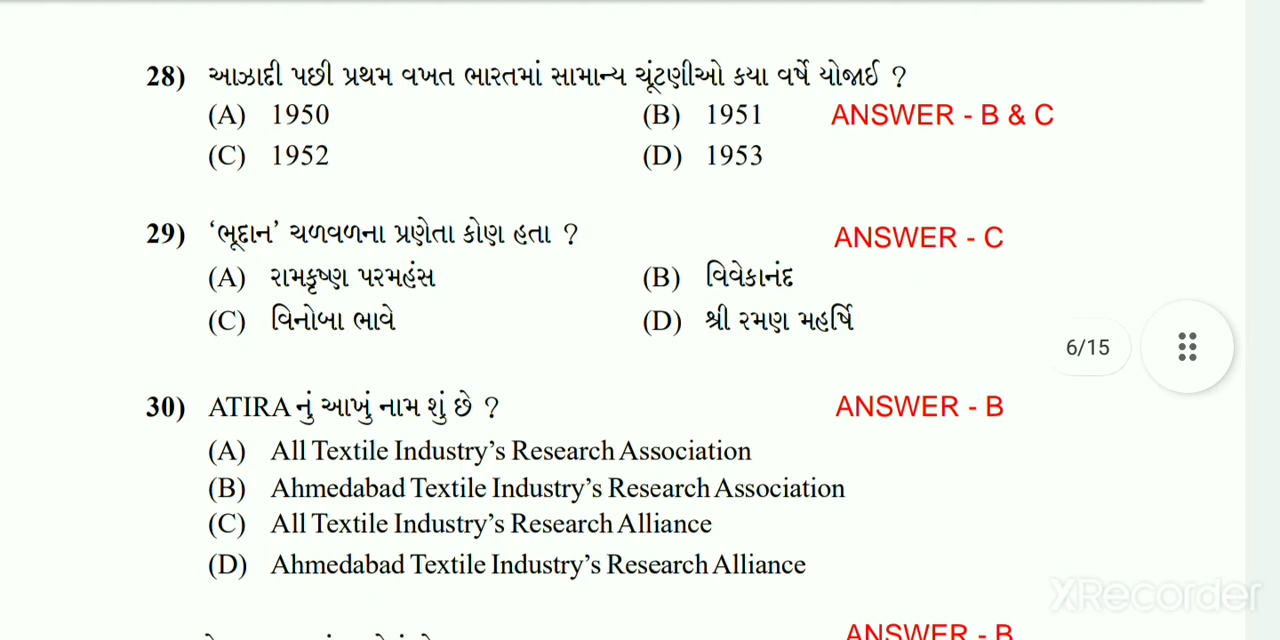 28) આઝાદી પછી પ્રથમ વખત ભારતમાં સામાન્ય ચૂંટણીઓ કયા વર્ષે યોજાઈ ?
(A) 1950 (B) 1951 ANSWER - B & C
(C) 1952 (D) 1953
29) ‘ભૂદાન’ ચળવળના પ્રણેતા કોણ હતા ? ANSWER - C
(A) રામકૃષ્ણ પરમહંસ (B) વિવેકાનંદ
(C) વિનોબા ભાવે (D) શ્રી રમણ મહર્ષિ
6/15
30) ATIRA નું આખું નામ શું છે ? ANSWER - B
(A) All Textile Industry’s Research Association
(B) Ahmedabad Textile Industry’s Research Association
(C) All Textile Industry’s Research Alliance
(D) Ahmedabad Textile Industry’s Research Alliance
XRecorder
ANSWER - B